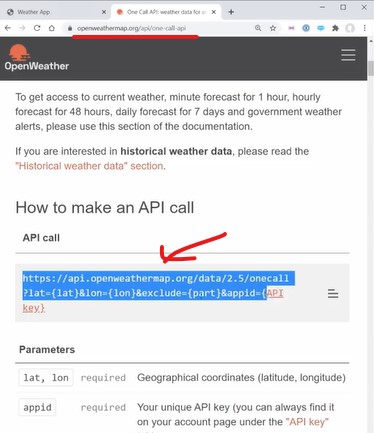 Weather App
One Call API: weather data for a
openweathermap.org/api/one-call-api
OpenWeather
To get access to current weather, minute forecast for 1 hour, hourly
forecast for 48 hours, daily forecast for 7 days and government weather
alerts, please use this section of the documentation.
If you are interested in historical weather data, please read the
"Historical weather data" section.
How to make an API call
API call
https://api.openweathermap.org/data/2.5/onecall
?lat={lat}&lon={lon}&exclude={part}&appid={API
key}
Parameters
lat, lon required Geographical coordinates (latitude, longitude)
appid required Your unique API key (you can always find it
on your account page under the "API key"